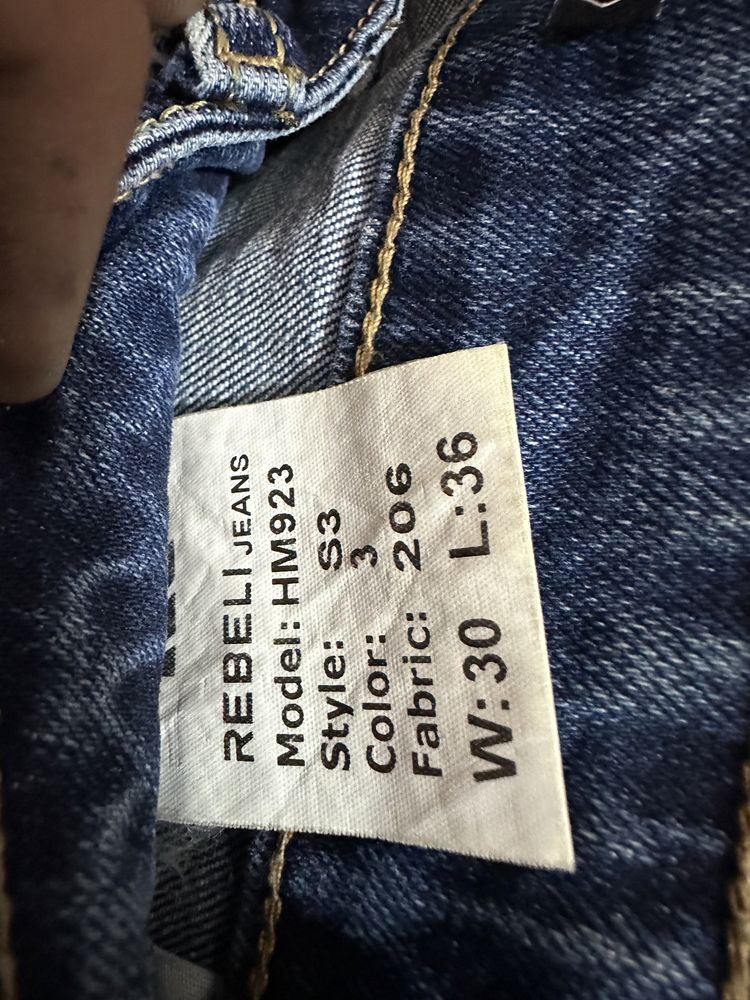 REBELI JEANS
Model: HM923
Style: S3
Color: 3
Fabric: 206
W: 30 L: 36